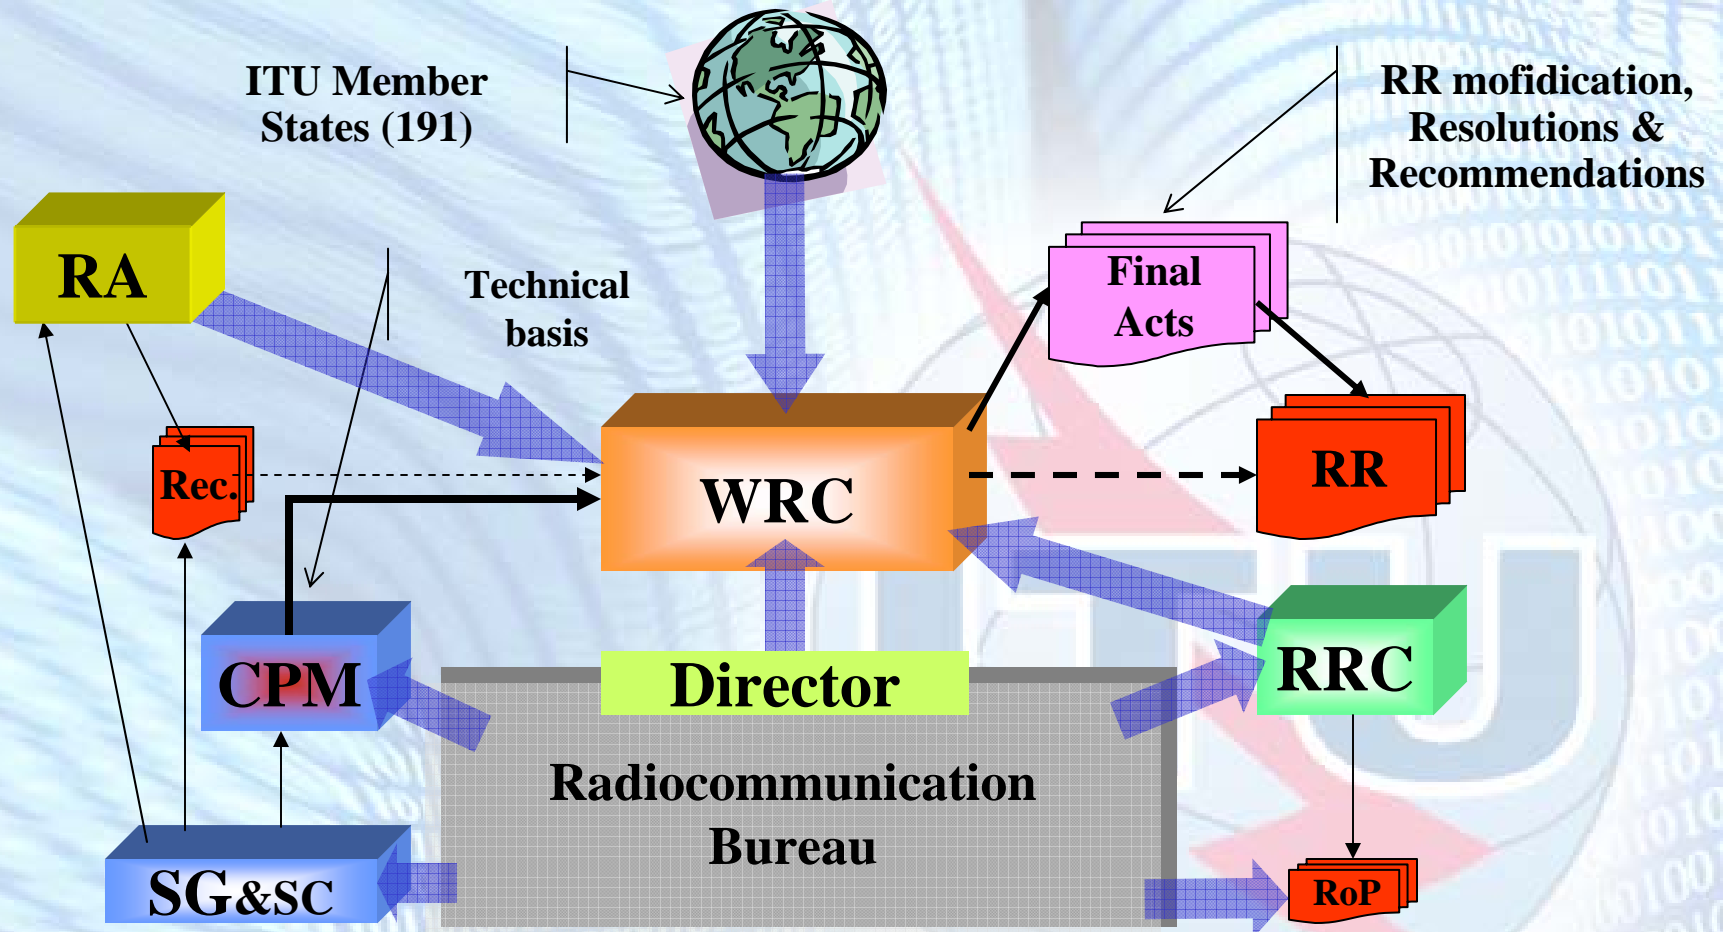 ITU Member
States (191)
RR mofidication,
Resolutions &
Recommendations
RA
Technical
basis
Final
Acts
Rec.
WRC
RR
CPM
Director
RRC
Radiocommunication
Bureau
SG&SC
RoP
ITU